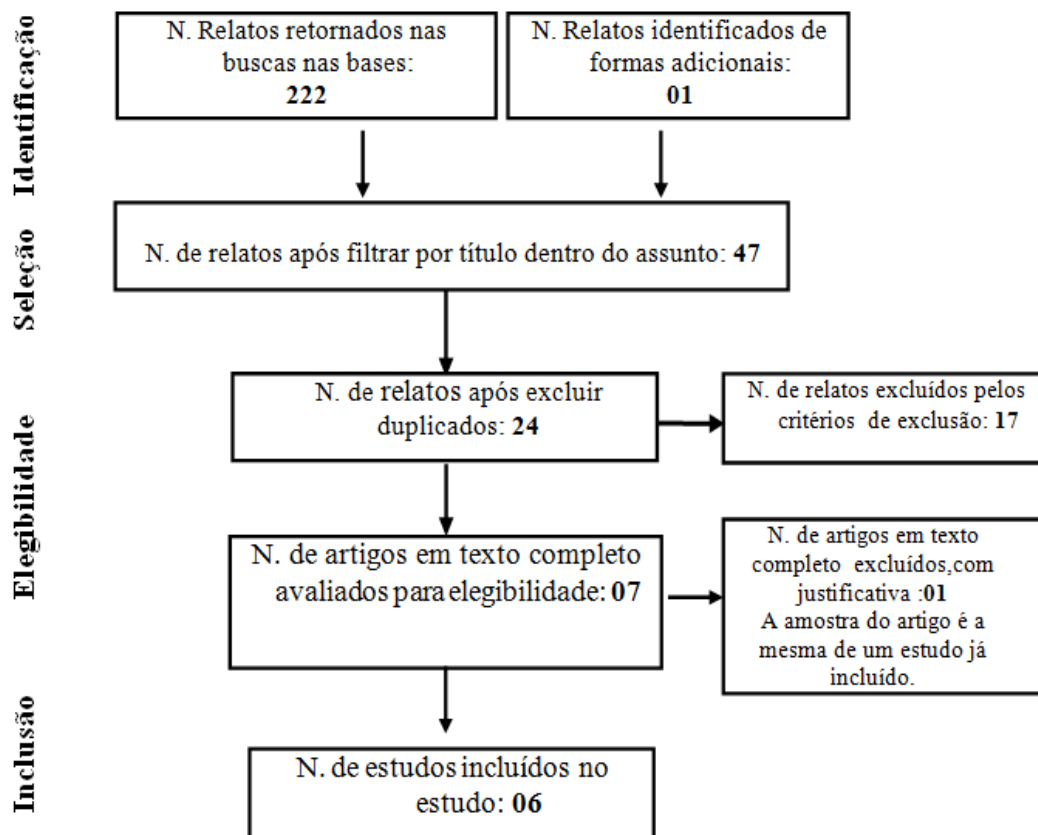 Identificação
N. Relatos retornados nas
buscas nas bases:
222
N. Relatos identificados de
formas adicionais:
01
Seleção
N. de relatos após filtrar por título dentro do assunto: 47
Elegibilidade
N. de relatos após excluir
duplicados: 24
N. de relatos excluídos pelos
critérios de exclusão: 17
N. de artigos em texto completo
avaliados para elegibilidade: 07
N. de artigos em texto
completo excluídos,com
justificativa :01
A amostra do artigo é a
mesma de um estudo já
incluído.
Inclusão
N. de estudos incluídos no
estudo: 06